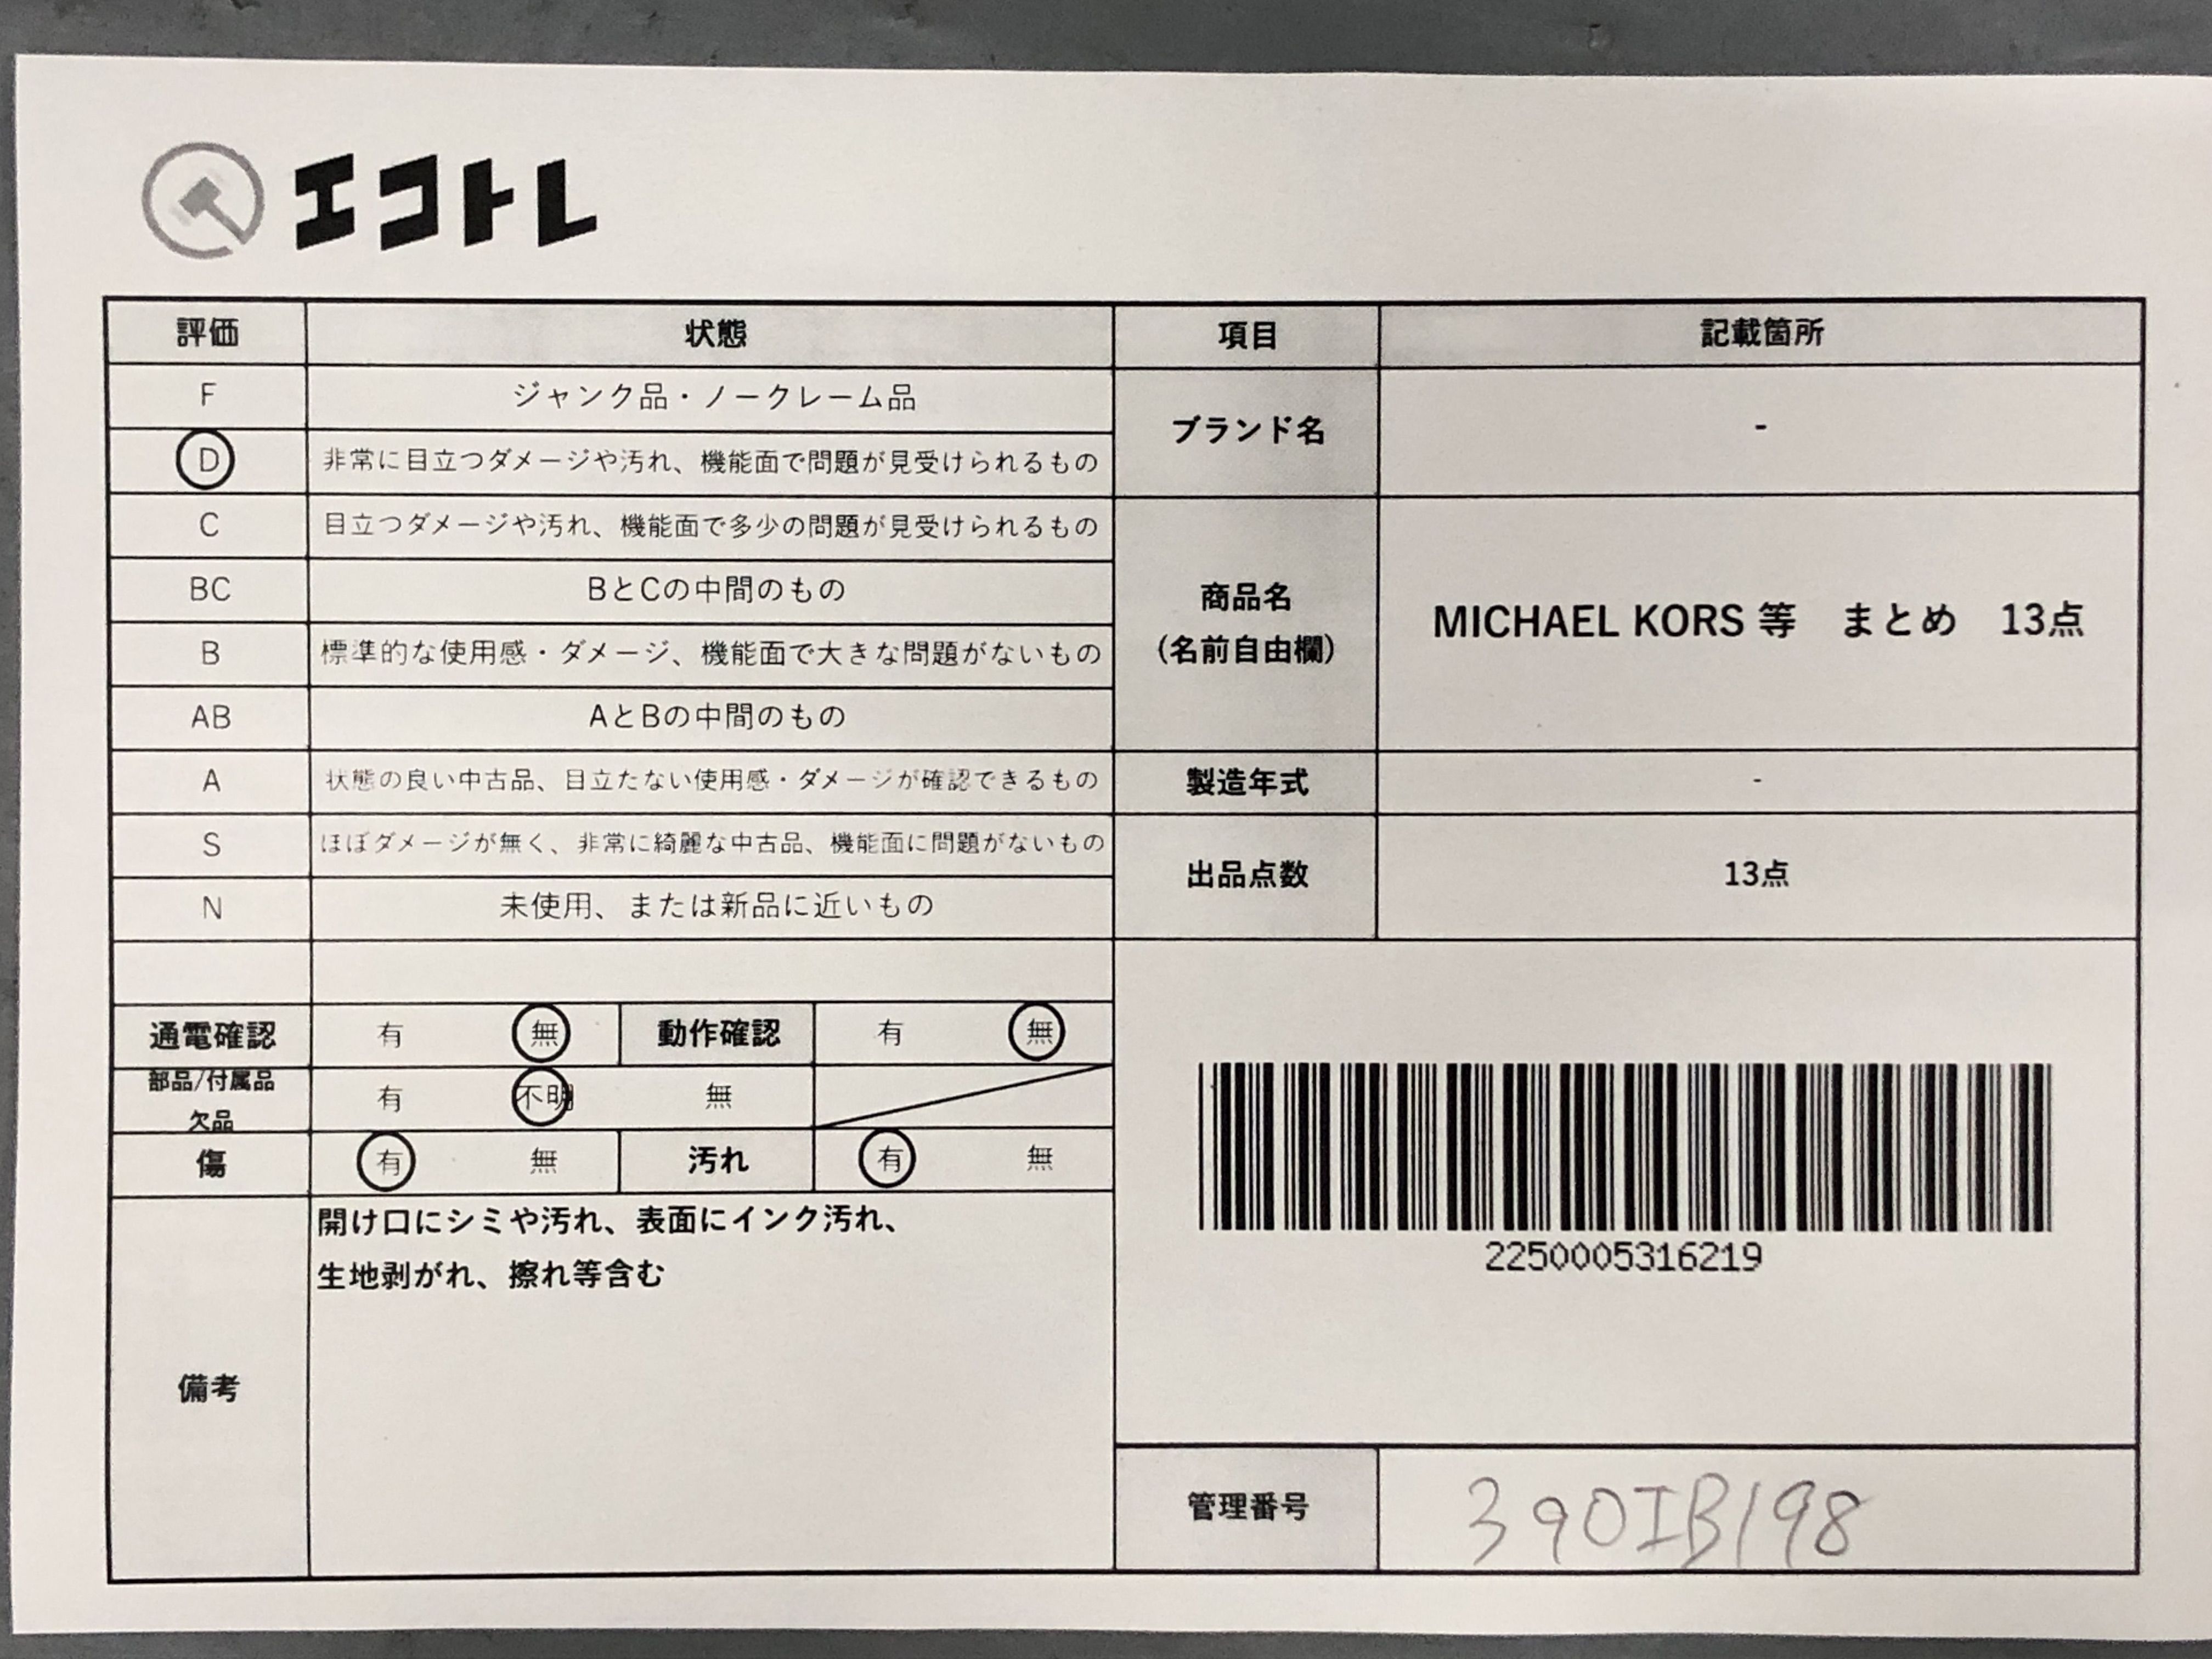 エコトレ
評価 状態 項目 記載箇所
F ジャンク品・ノークレーム品
ブランド名 -
D 非常に目立つダメージや汚れ、機能面で問題が見受けられるもの
C 目立つダメージや汚れ、機能面で多少の問題が見受けられるもの
BC BとCの中間のもの
商品名
(名前自由欄)
MICHAEL KORS 等 まとめ 13点
B 標準的な使用感・ダメージ、機能面で大きな問題がないもの
AB AとBの中間のもの
A 状態の良い中古品、目立たない使用感・ダメージが確認できるもの
製造年式 -
S ほぼダメージが無く、非常に綺麗な中古品、機能面に問題がないもの
出品点数 13点
N 未使用、または新品に近いもの
通電確認 有 無 動作確認 有 無
部品/付属品
欠品
有 不明 無
傷 有 無 汚れ 有 無
備考
開け口にシミや汚れ、表面にインク汚れ、
生地剥がれ、擦れ等含む
2250005316219
管理番号 390IB198